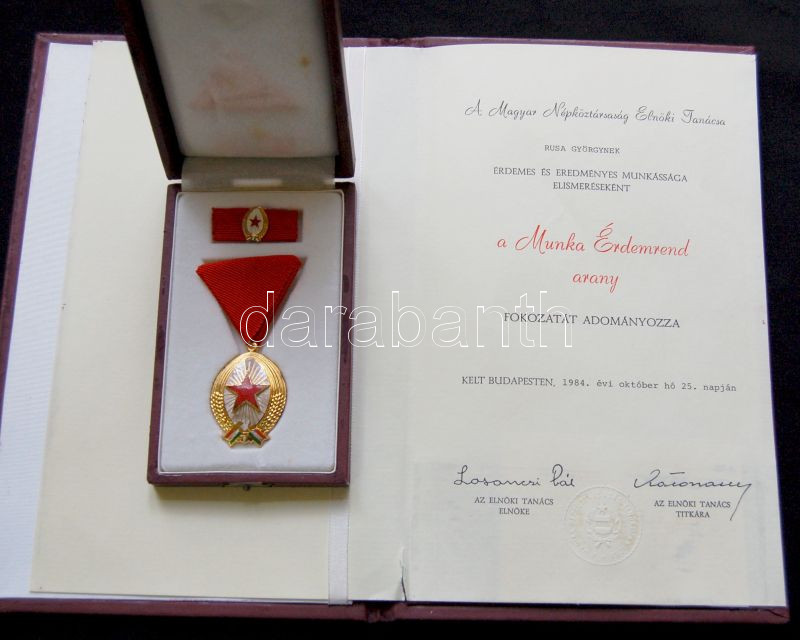 A Magyar Népköztársaság Elnöki Tanácsa
RUSA GYÖRGYNEK
ÉRDEMES ÉS EREDMÉNYES MUNKÁSSÁGA
ELISMERÉSEKÉNT
a Munka Érdemrend
arany
FOKOZATÁT ADOMÁNYOZZA
darabanth
KELT BUDAPESTEN, 1984. évi október hó 25. napján
Losonczi Pál
AZ ELNÖKI TANÁCS
ELNÖKE
AZ ELNÖKI TANÁCS
TITKÁRA